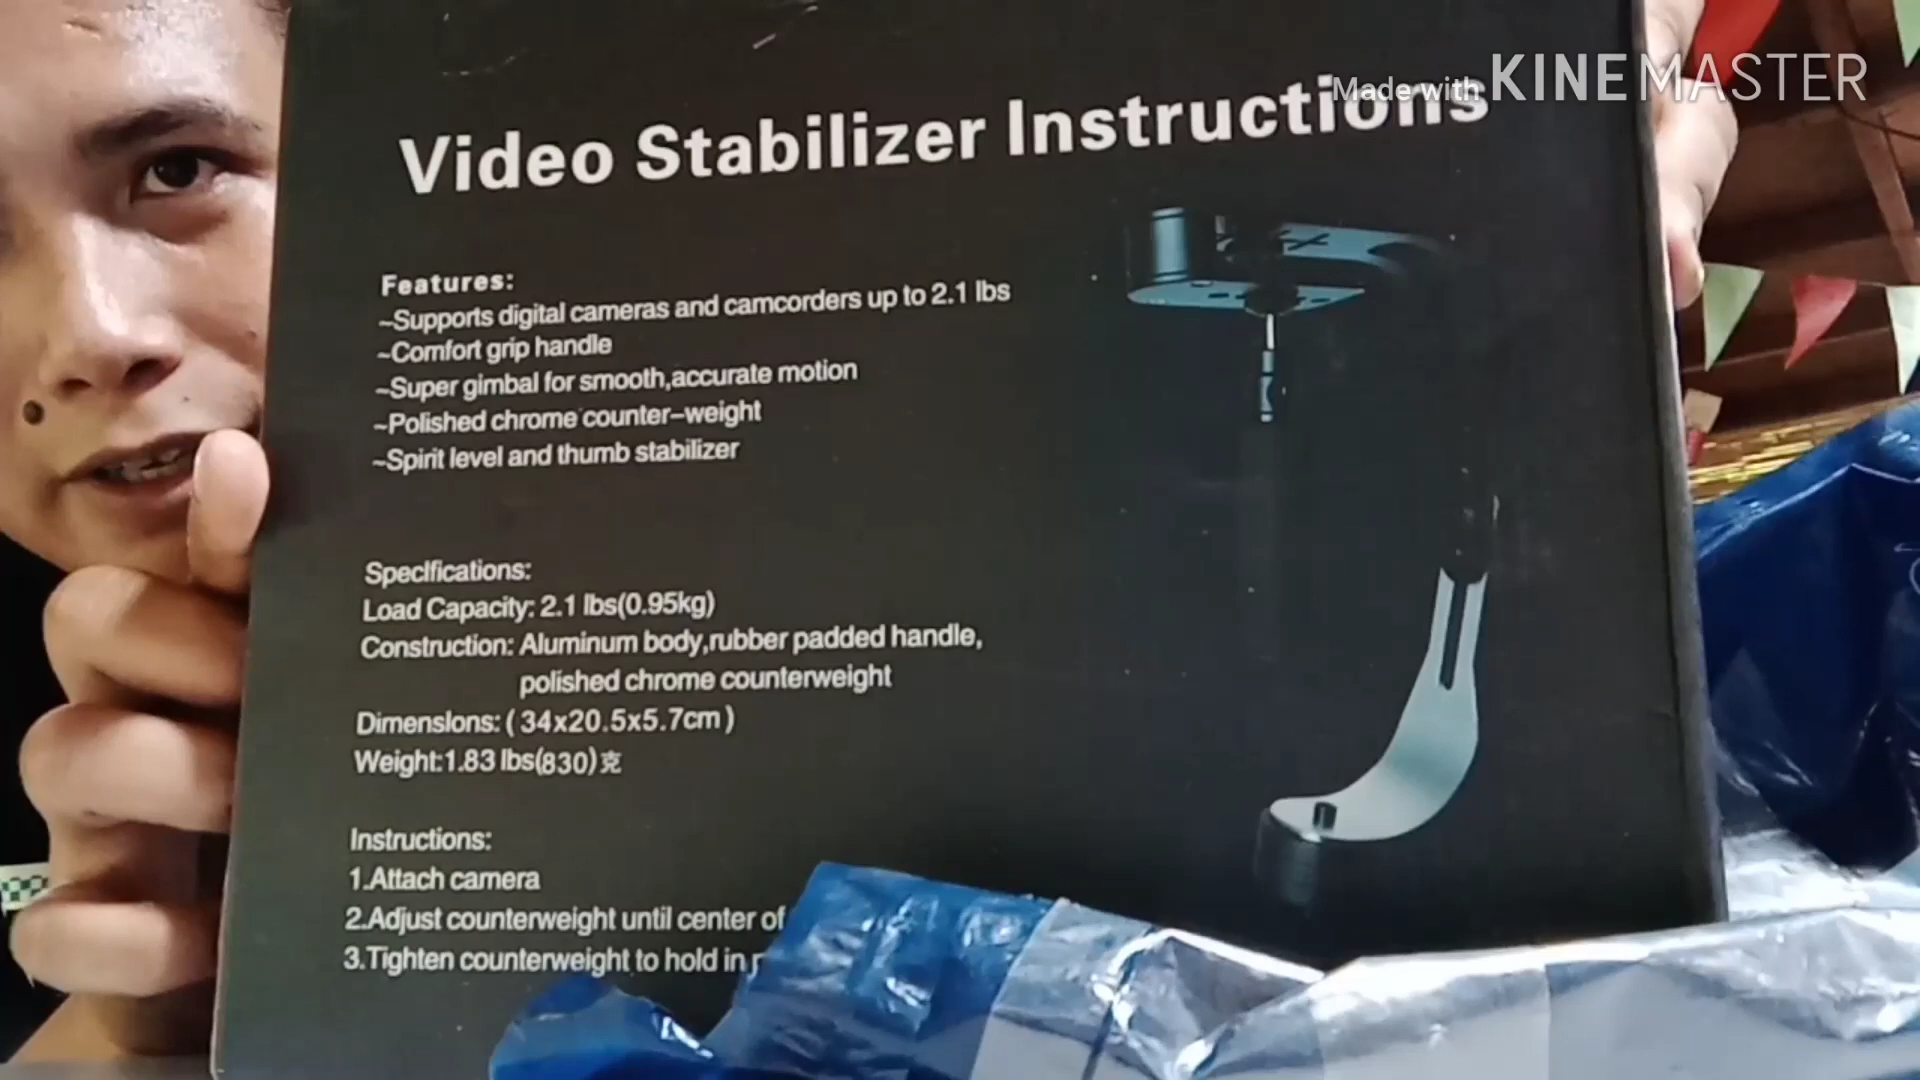 Made with KINEMASTER
Video Stabilizer Instructions
Features:
~Supports digital cameras and camcorders up to 2.1 lbs
~Comfort grip handle
~Super gimbal for smooth,accurate motion
~Polished chrome counter-weight
~Spirit level and thumb stabilizer
Specifications:
Load Capacity: 2.1 lbs(0.95kg)
Construction: Aluminum body,rubber padded handle,
polished chrome counterweight
Dimensions: ( 34x20.5x5.7cm )
Weight:1.83 lbs(830)克
Instructions:
1.Attach camera
2.Adjust counterweight until center of
3.Tighten counterweight to hold in